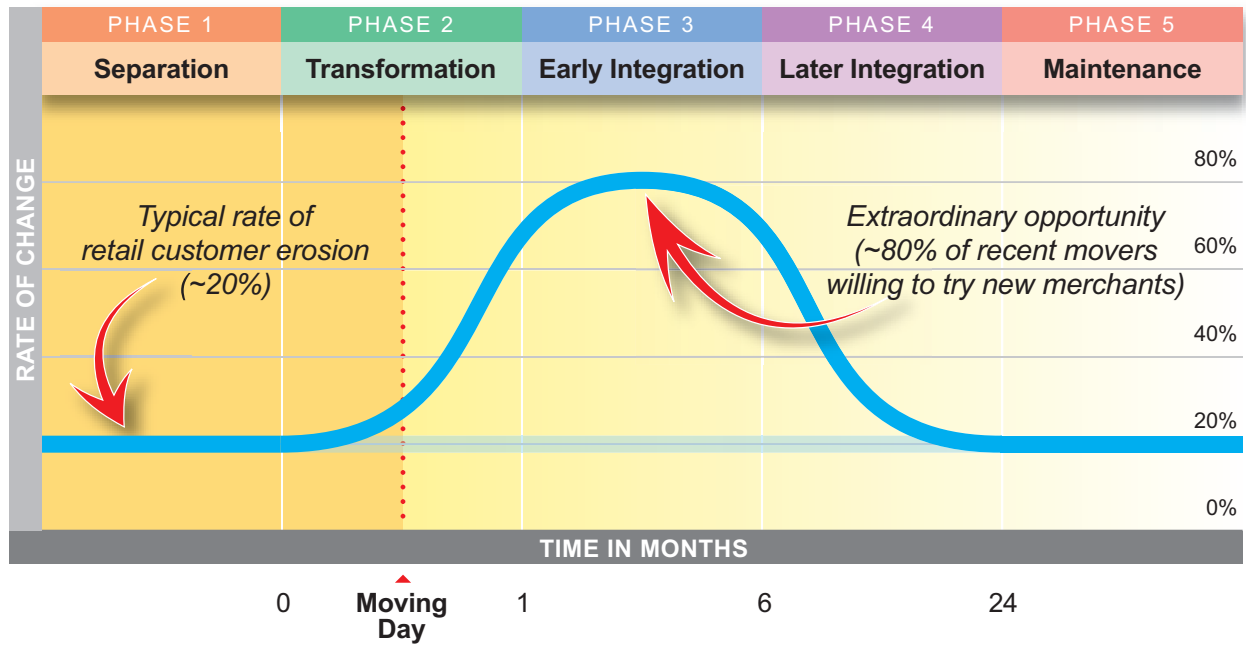 PHASE 1
PHASE 2
PHASE 3
PHASE 4
PHASE 5
Separation
Transformation
Early Integration
Later Integration
Maintenance
RATE OF CHANGE
80%
60%
40%
20%
0%
Typical rate of
retail customer erosion
(~20%)
Extraordinary opportunity
(~80% of recent movers
willing to try new merchants)
TIME IN MONTHS
0
Moving
Day
1
6
24